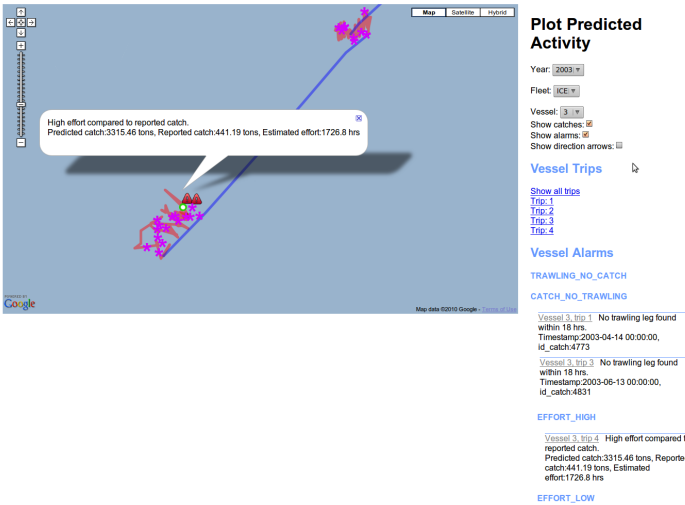 Map Satellite Hybrid
High effort compared to reported catch.
Predicted catch:3315.46 tons, Reported catch:441.19 tons, Estimated effort:1726.8 hrs
POWERED BY
Google
Map data ©2010 Google - Terms of Use
Plot Predicted
Activity
Year: 2003
Fleet: ICE
Vessel: 3
Show catches:
Show alarms:
Show direction arrows:
Vessel Trips
Show all trips
Trip: 1
Trip: 2
Trip: 3
Trip: 4
Vessel Alarms
TRAWLING_NO_CATCH
CATCH_NO_TRAWLING
Vessel 3, trip 1 No trawling leg found
within 18 hrs.
Timestamp:2003-04-14 00:00:00,
id_catch:4773
Vessel 3, trip 3 No trawling leg found
within 18 hrs.
Timestamp:2003-06-13 00:00:00,
id_catch:4831
EFFORT_HIGH
Vessel 3, trip 4 High effort compared t
reported catch.
Predicted catch:3315.46 tons, Reporte
catch:441.19 tons, Estimated
effort:1726.8 hrs
EFFORT_LOW